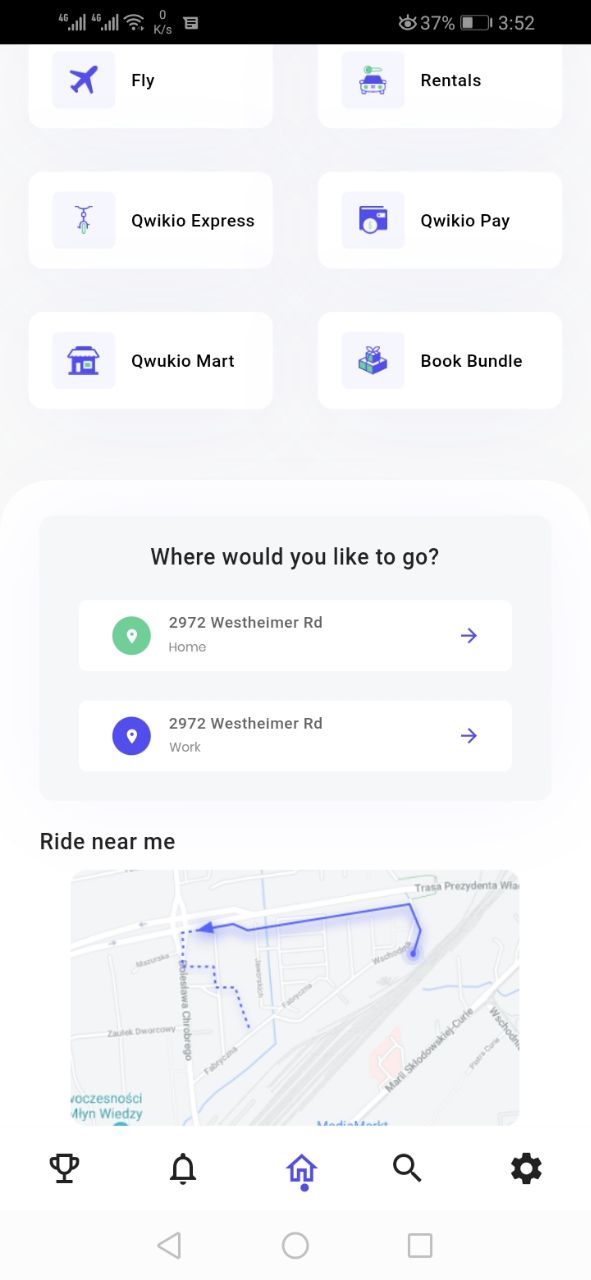 4G 4G 0 K/s 37% 3:52
Fly
Rentals
Qwikio Express
Qwikio Pay
Qwukio Mart
Book Bundle
Where would you like to go?
2972 Westheimer Rd
Home
2972 Westheimer Rd
Work
Ride near me
Trasa Prezydenta Wła
Mazurska
Wschodnia
Jaworskich
Bolesława Chrobrego
Fabryczna
Zaułek Dworcowy
Fabryczna
Marii Skłodowskiej-Curie
Wschodn
Piotra Curie
woczesności
Młyn Wiedzy
MediaMarkt